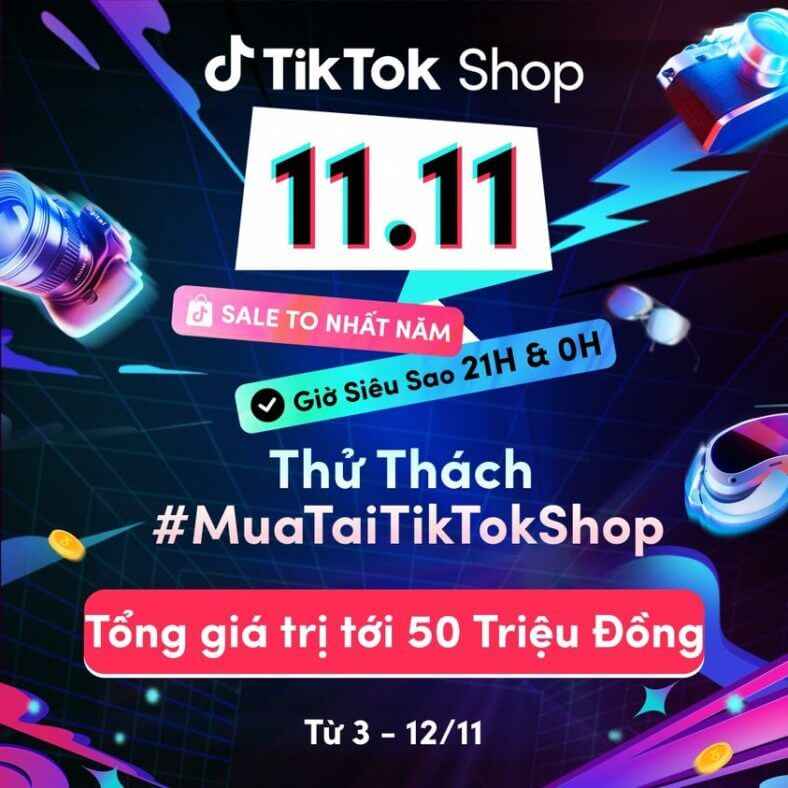 TikTok Shop
11.11
SALE TO NHẤT NĂM
Giờ Siêu Sao 21H & 0H
Thử Thách
#MuaTaiTikTokShop
Tổng giá trị tới 50 Triệu Đồng
Từ 3 - 12/11